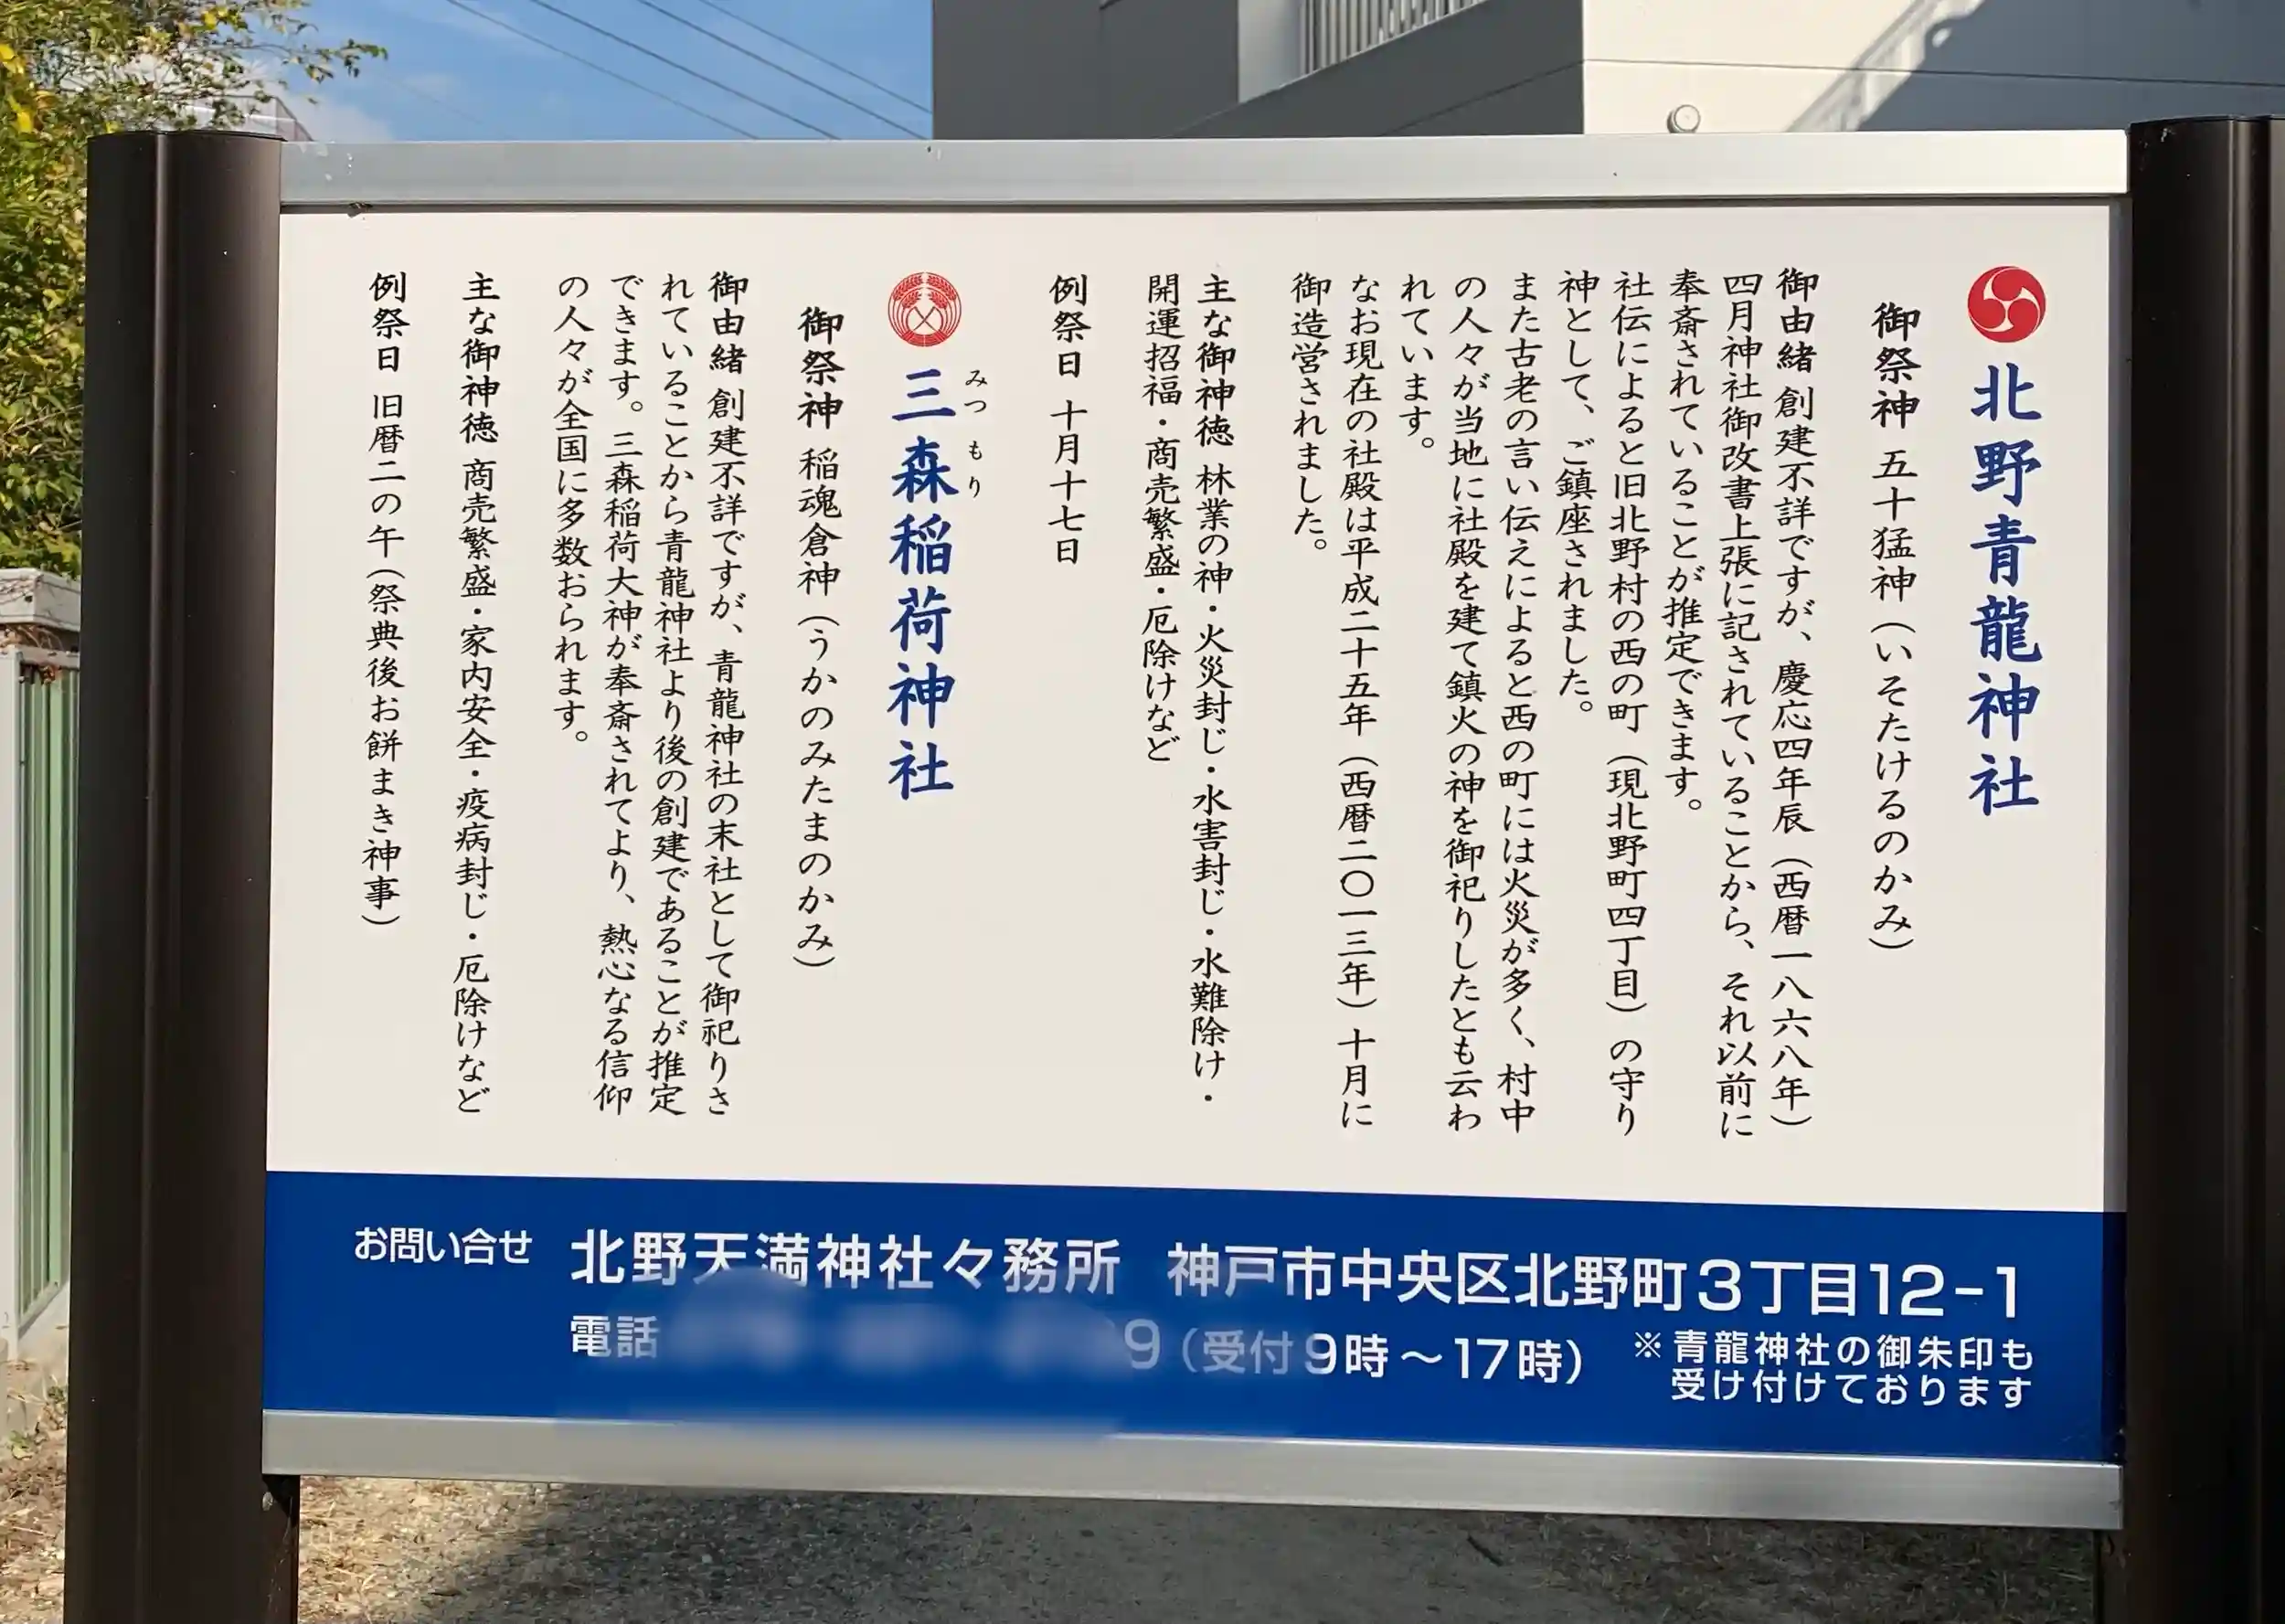 北野青龍神社
御祭神 五十猛神（いそたけるのかみ）
御由緒 創建不詳ですが、慶応四年辰（西暦一八六八年）
四月神社御改書上張に記されていることから、それ以前に
奉斎されていることが推定できます。
社伝によると旧北野村の西の町（現北野町四丁目）の守り
神として、ご鎮座されました。
また古老の言い伝えによると西の町には火災が多く、村中
の人々が当地に社殿を建て鎮火の神を御祀りしたとも云わ
れています。
なお現在の社殿は平成二十五年（西暦二〇一三年）十月に
御造営されました。
主な御神徳 林業の神・火災封じ・水害封じ・水難除け・
開運招福・商売繁盛・厄除けなど
例祭日 十月十七日
みつもり
三森稲荷神社
御祭神 稲魂倉神（うかのみたまのかみ）
御由緒 創建不詳ですが、青龍神社の末社として御祀りさ
れていることから青龍神社より後の創建であることが推定
できます。三森稲荷大神が奉斎されてより、熱心なる信仰
の人々が全国に多数おられます。
主な御神徳 商売繁盛・家内安全・疫病封じ・厄除けなど
例祭日 旧暦二の午（祭典後お餅まき神事）
お問い合せ 北野天満神社々務所 神戸市中央区北野町3丁目12-1
電話 9（受付9時～17時） ※青龍神社の御朱印も
受け付けております